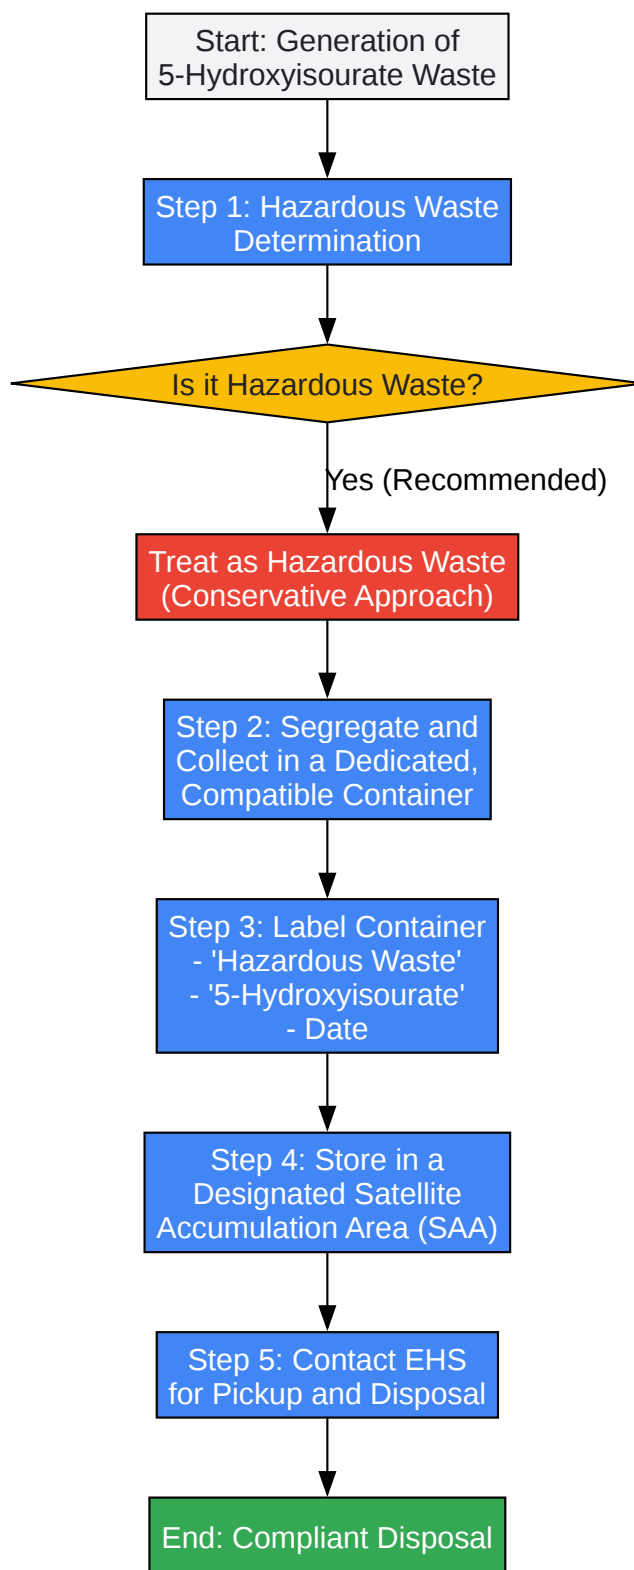 Start: Generation of
5-Hydroxyisourate Waste
Step 1: Hazardous Waste
Determination
Is it Hazardous Waste?
Yes (Recommended)
Treat as Hazardous Waste
(Conservative Approach)
Step 2: Segregate and
Collect in a Dedicated,
Compatible Container
Step 3: Label Container
- 'Hazardous Waste'
- '5-Hydroxyisourate'
- Date
Step 4: Store in a
Designated Satellite
Accumulation Area (SAA)
Step 5: Contact EHS
for Pickup and Disposal
End: Compliant Disposal